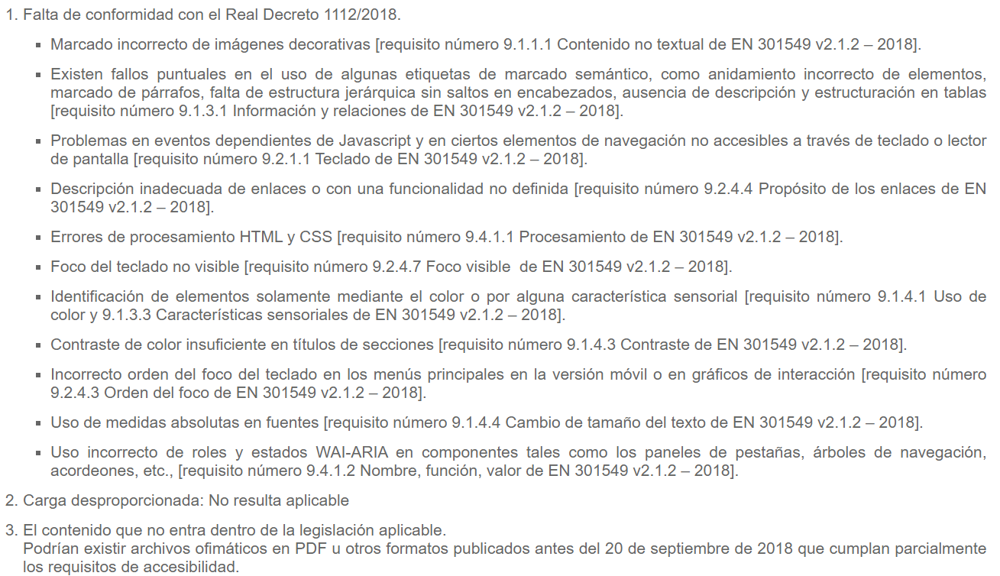 1. Falta de conformidad con el Real Decreto 1112/2018.
▪ Marcado incorrecto de imágenes decorativas [requisito número 9.1.1.1 Contenido no textual de EN 301549 v2.1.2 – 2018].
▪ Existen fallos puntuales en el uso de algunas etiquetas de marcado semántico, como anidamiento incorrecto de elementos,
marcado de párrafos, falta de estructura jerárquica sin saltos en encabezados, ausencia de descripción y estructuración en tablas
[requisito número 9.1.3.1 Información y relaciones de EN 301549 v2.1.2 – 2018].
▪ Problemas en eventos dependientes de Javascript y en ciertos elementos de navegación no accesibles a través de teclado o lector
de pantalla [requisito número 9.2.1.1 Teclado de EN 301549 v2.1.2 – 2018].
▪ Descripción inadecuada de enlaces o con una funcionalidad no definida [requisito número 9.2.4.4 Propósito de los enlaces de EN
301549 v2.1.2 – 2018].
▪ Errores de procesamiento HTML y CSS [requisito número 9.4.1.1 Procesamiento de EN 301549 v2.1.2 – 2018].
▪ Foco del teclado no visible [requisito número 9.2.4.7 Foco visible  de EN 301549 v2.1.2 – 2018].
▪ Identificación de elementos solamente mediante el color o por alguna característica sensorial [requisito número 9.1.4.1 Uso de
color y 9.1.3.3 Características sensoriales de EN 301549 v2.1.2 – 2018].
▪ Contraste de color insuficiente en títulos de secciones [requisito número 9.1.4.3 Contraste de EN 301549 v2.1.2 – 2018].
▪ Incorrecto orden del foco del teclado en los menús principales en la versión móvil o en gráficos de interacción [requisito número
9.2.4.3 Orden del foco de EN 301549 v2.1.2 – 2018].
▪ Uso de medidas absolutas en fuentes [requisito número 9.1.4.4 Cambio de tamaño del texto de EN 301549 v2.1.2 – 2018].
▪ Uso incorrecto de roles y estados WAI-ARIA en componentes tales como los paneles de pestañas, árboles de navegación,
acordeones, etc., [requisito número 9.4.1.2 Nombre, función, valor de EN 301549 v2.1.2 – 2018].
2. Carga desproporcionada: No resulta aplicable
3. El contenido que no entra dentro de la legislación aplicable.
Podrían existir archivos ofimáticos en PDF u otros formatos publicados antes del 20 de septiembre de 2018 que cumplan parcialmente
los requisitos de accesibilidad.